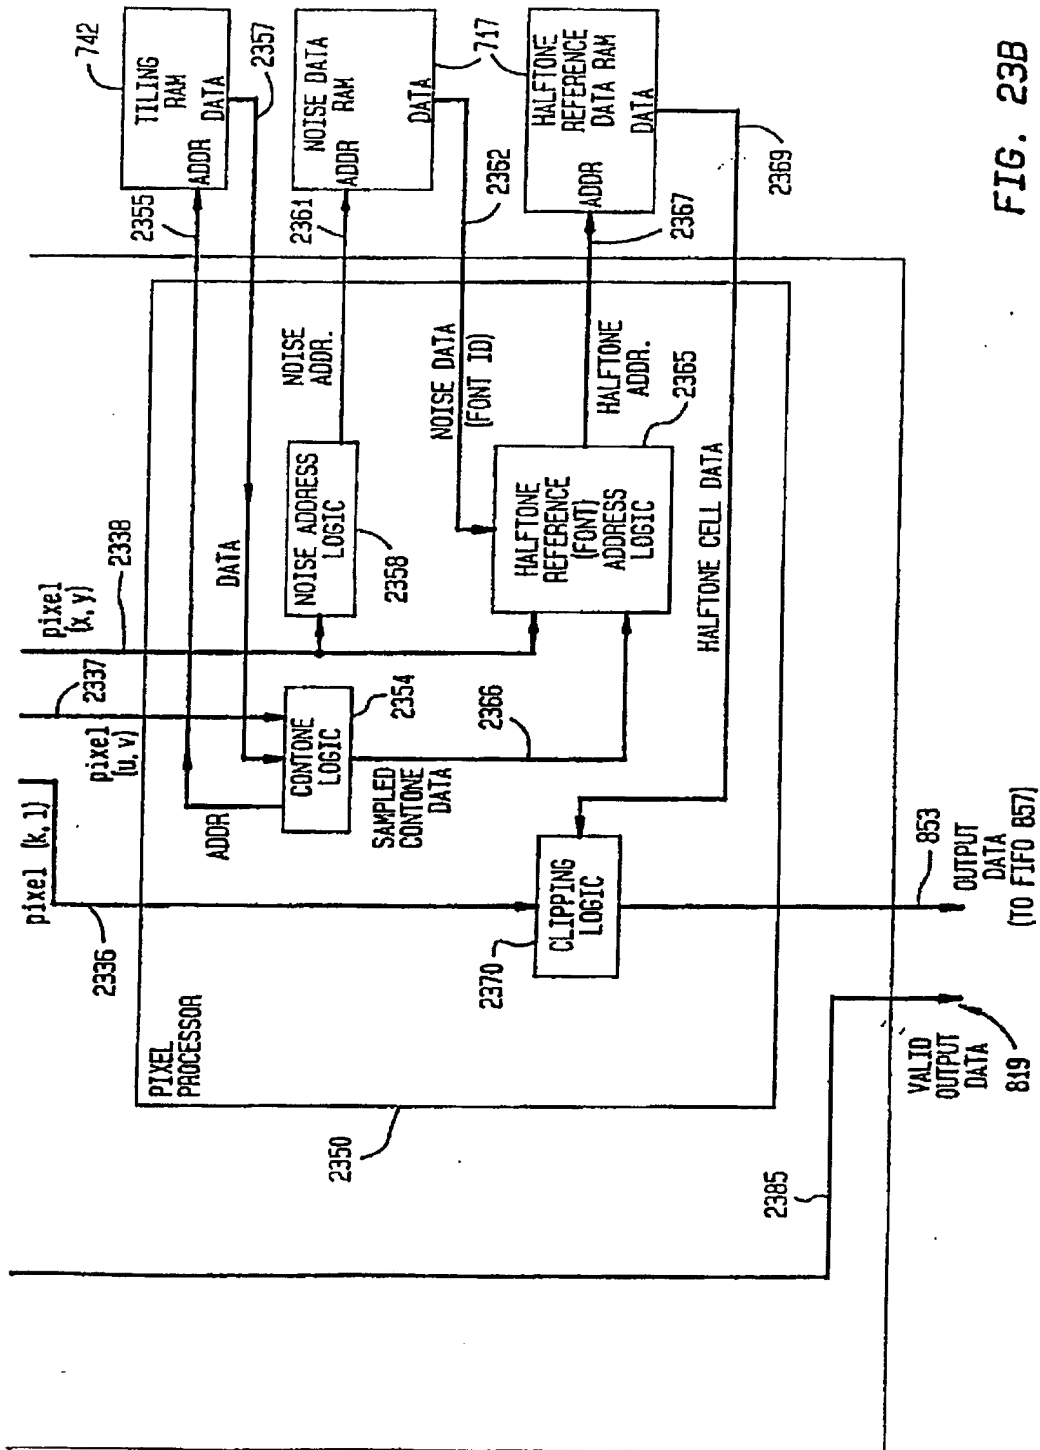 742
TILING
RAM
ADDR DATA
2355
2357
NOISE DATA
RAM
ADDR
DATA
717
2361
2362
HALFTONE
REFERENCE
DATA RAM
ADDR
DATA
2367
2369
pixel
(x, y)
2338
2337
pixel
(u, v)
pixel (k, l)
2336
DATA
ADDR
NOISE ADDRESS
LOGIC
2358
NOISE
ADDR.
CONTONE
LOGIC
2354
SAMPLED
CONTONE
DATA
2366
NOISE DATA
(FONT ID)
HALFTONE
REFERENCE
(FONT)
ADDRESS
LOGIC
HALFTONE
ADDR.
2365
HALFTONE CELL DATA
CLIPPING
LOGIC
2370
PIXEL
PROCESSOR
2350
853
OUTPUT
DATA
(TO FIFO 857)
VALID
OUTPUT
DATA
819
2385
FIG. 23B